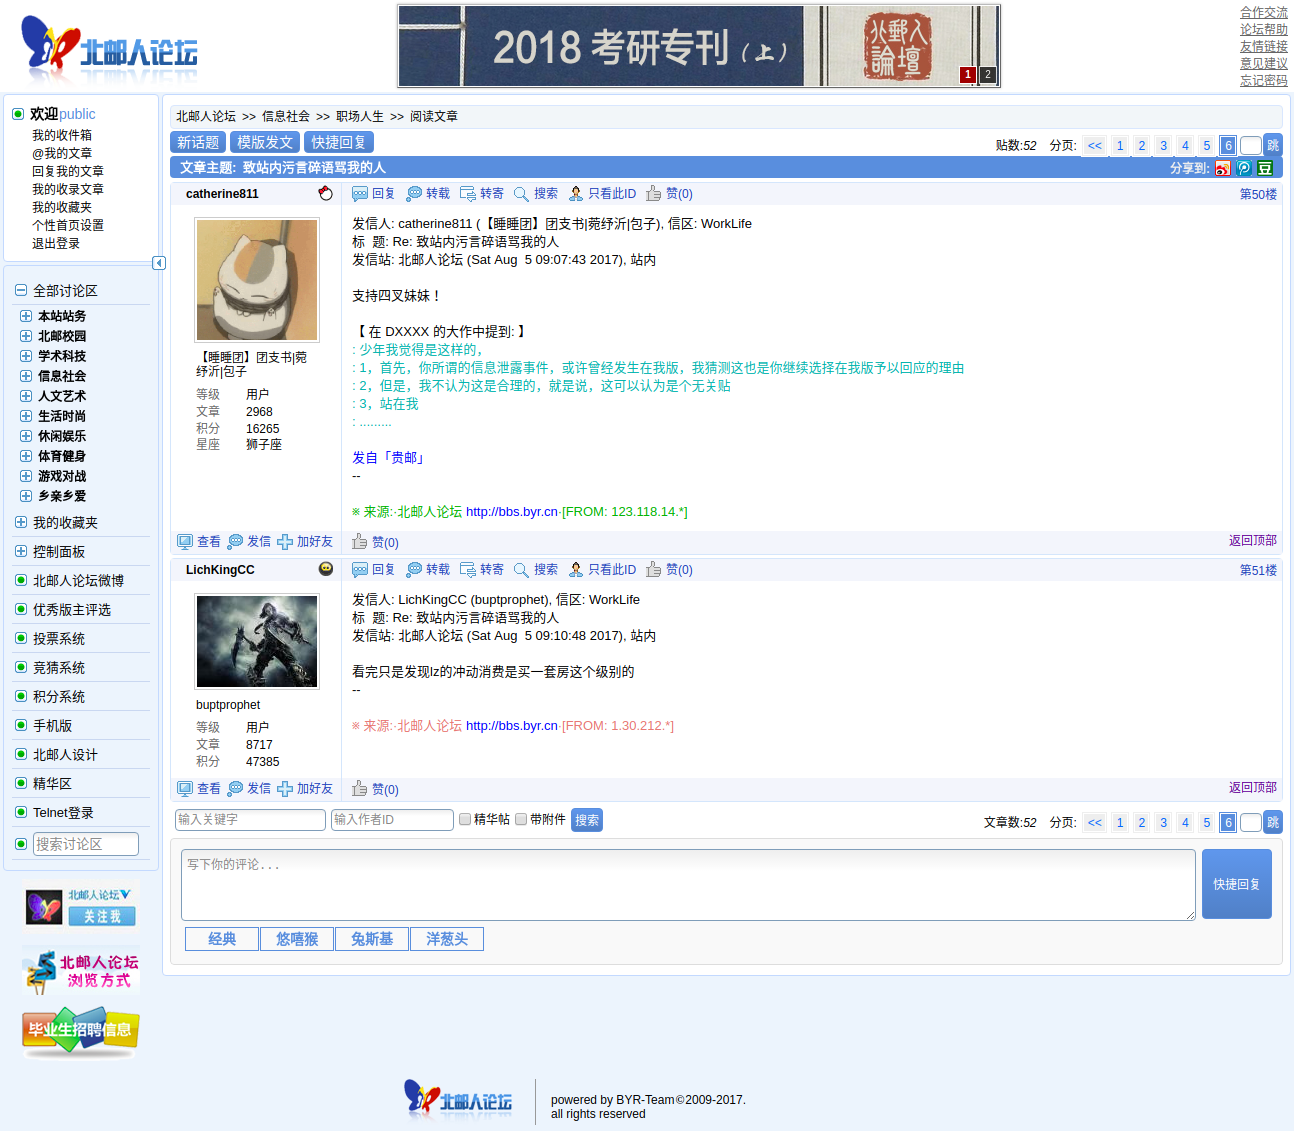 北邮人论坛
2018 考研专刊（上）
北邮人論壇
1 2
合作交流
论坛帮助
友情链接
意见建议
忘记密码
欢迎public
我的收件箱
@我的文章
回复我的文章
我的收录文章
我的收藏夹
个性首页设置
退出登录
全部讨论区
本站站务
北邮校园
学术科技
信息社会
人文艺术
生活时尚
休闲娱乐
体育健身
游戏对战
乡亲乡爱
我的收藏夹
控制面板
北邮人论坛微博
优秀版主评选
投票系统
竞猜系统
积分系统
手机版
北邮人设计
精华区
Telnet登录
搜索讨论区
北邮人论坛
关注我
北邮人论坛
浏览方式
毕业生招聘信息
北邮人论坛 >> 信息社会 >> 职场人生 >> 阅读文章
新话题 模版发文 快捷回复
贴数:52 分页: << 1 2 3 4 5 6 跳
文章主题: 致站内污言碎语骂我的人 分享到: 豆
catherine811 回复 转载 转寄 搜索 只看此ID 赞(0) 第50楼
【睡睡团】团支书|菀
纾沂|包子
等级 用户
文章 2968
积分 16265
星座 狮子座
发信人: catherine811 (【睡睡团】团支书|菀纾沂|包子), 信区: WorkLife
标 题: Re: 致站内污言碎语骂我的人
发信站: 北邮人论坛 (Sat Aug 5 09:07:43 2017), 站内
支持四叉妹妹！
【 在 DXXXX 的大作中提到: 】
: 少年我觉得是这样的，
: 1，首先，你所谓的信息泄露事件，或许曾经发生在我版，我猜测这也是你继续选择在我版予以回应的理由
: 2，但是，我不认为这是合理的，就是说，这可以认为是个无关贴
: 3，站在我
: .........
发自「贵邮」
--
※ 来源:·北邮人论坛 http://bbs.byr.cn·[FROM: 123.118.14.*]
查看 发信 加好友 赞(0) 返回顶部
LichKingCC 回复 转载 转寄 搜索 只看此ID 赞(0) 第51楼
buptprophet
等级 用户
文章 8717
积分 47385
发信人: LichKingCC (buptprophet), 信区: WorkLife
标 题: Re: 致站内污言碎语骂我的人
发信站: 北邮人论坛 (Sat Aug 5 09:10:48 2017), 站内
看完只是发现lz的冲动消费是买一套房这个级别的
--
※ 来源:·北邮人论坛 http://bbs.byr.cn·[FROM: 1.30.212.*]
查看 发信 加好友 赞(0) 返回顶部
输入关键字 输入作者ID 精华帖 带附件 搜索
文章数:52 分页: << 1 2 3 4 5 6 跳
写下你的评论...
快捷回复
经典 悠嘻猴 兔斯基 洋葱头
北邮人论坛
powered by BYR-Team©2009-2017.
all rights reserved